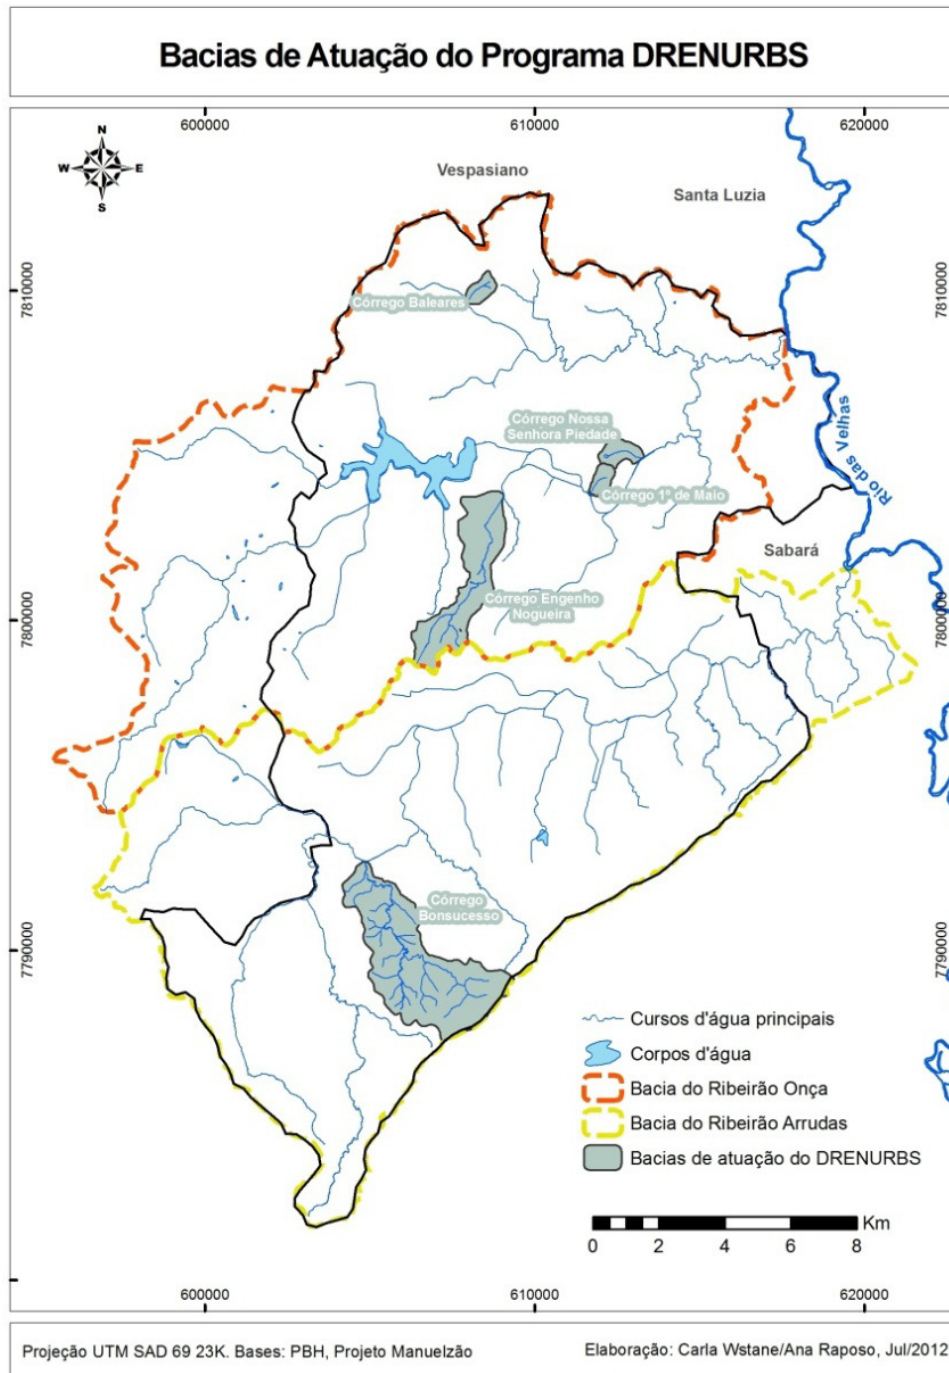 Bacias de Atuação do Programa DRENURBS
600000
610000
620000
N
W
E
S
Vespasiano
Santa Luzia
7810000
7810000
Córrego Baleares
Córrego Nossa
Senhora Piedade
Rio das Velhas
Córrego 1º de Maio
Sabará
Córrego Engenho
Nogueira
7800000
7800000
Córrego
Bonsucesso
7790000
7790000
Cursos d'água principais
Corpos d'água
Bacia do Ribeirão Onça
Bacia do Ribeirão Arrudas
Bacias de atuação do DRENURBS
Km
0 2 4 6 8
600000
610000
620000
Projeção UTM SAD 69 23K. Bases: PBH, Projeto Manuelzão
Elaboração: Carla Wstane/Ana Raposo, Jul/2012